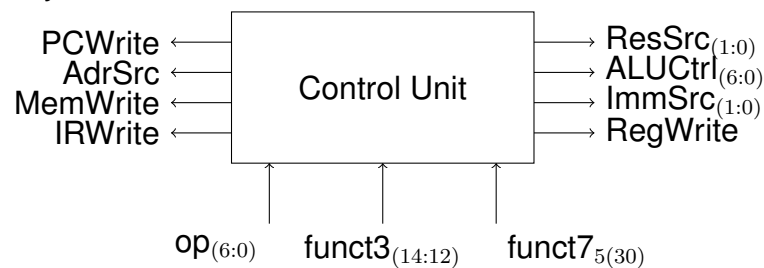 PCWrite
AdrSrc
MemWrite
IRWrite
Control Unit
ResSrc(1:0)
ALUCtrl(6:0)
ImmSrc(1:0)
RegWrite
op(6:0) funct3(14:12) funct75(30)